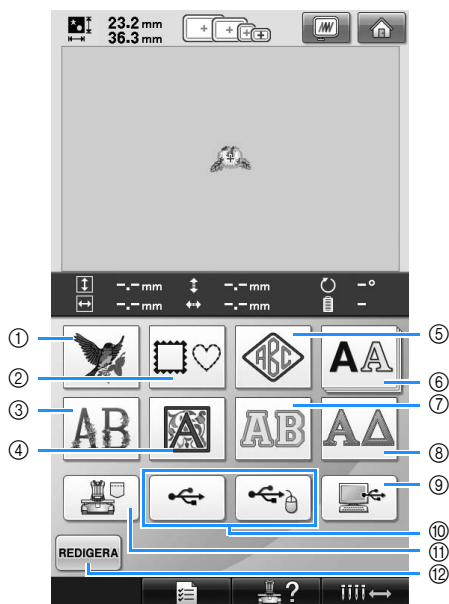 23.2 mm
36.3 mm
-.- mm -.- mm -°
-.- mm -.- mm -
①
②
③
④
⑤
⑥
⑦
⑧
⑨
⑩
⑪
⑫
ABC
A A
AB
A
AB
AΔ
REDIGERA
?